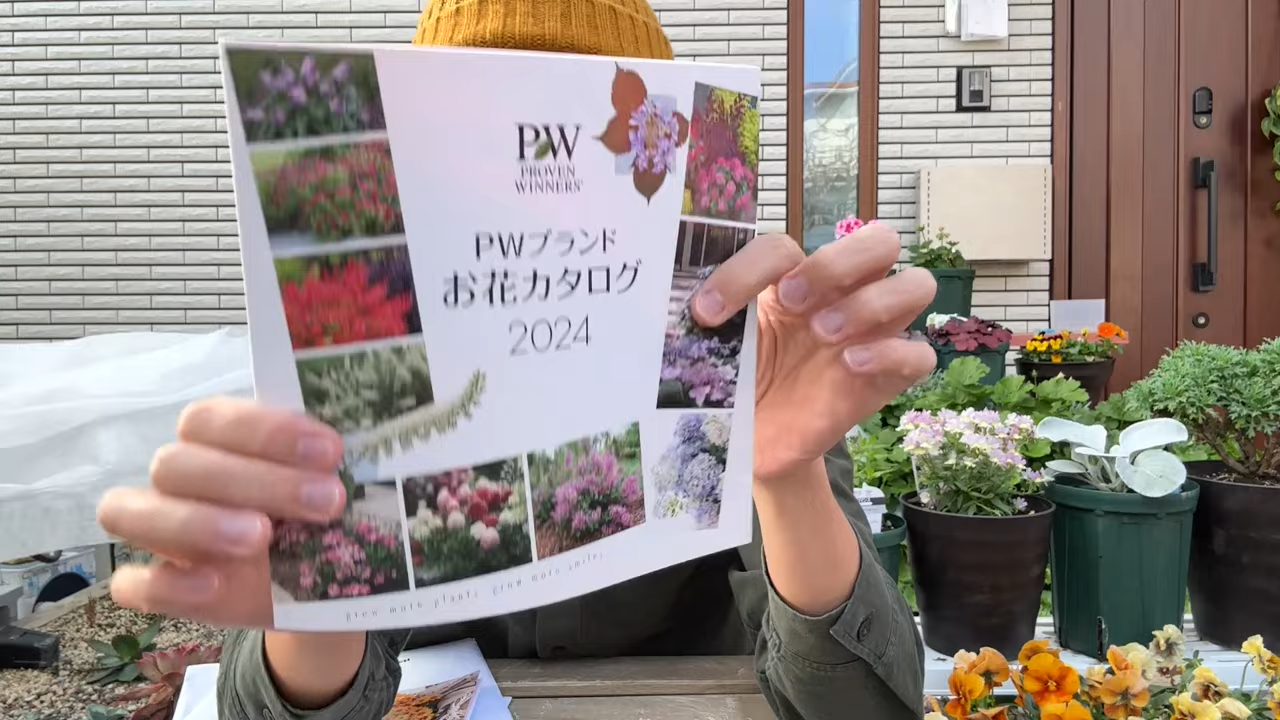 PW
PROVEN
WINNERS®
PWブランド
お花カタログ
2024
grow more plants, grow more smiles